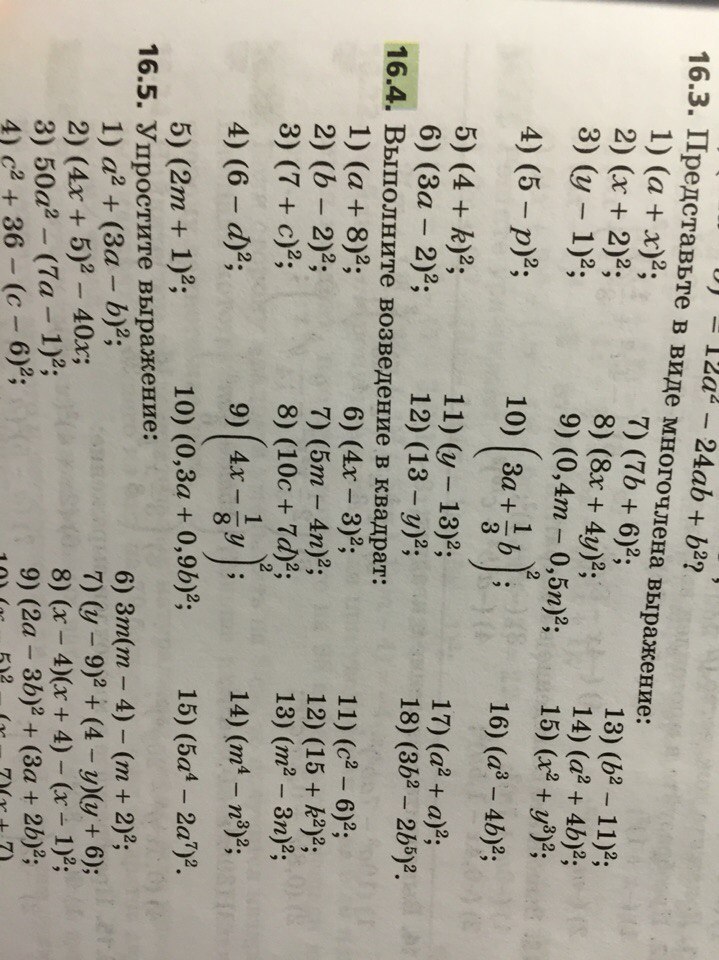 = 12a² − 24ab + b²?
16.3. Представьте в виде многочлена выражение:
1) (a + x)²; 7) (7b + 6)²; 13) (b² − 11)²;
2) (x + 2)²; 8) (8x + 4y)²; 14) (a² + 4b)²;
3) (y − 1)²; 9) (0,4m − 0,5n)²; 15) (x² + y³)²;
4) (5 − p)²; 10) (3a + 1/3 b)²; 16) (a³ − 4b)²;
5) (4 + k)²; 11) (y − 13)²; 17) (a² + a)²;
6) (3a − 2)²; 12) (13 − y)²; 18) (3b² − 2b⁵)².
16.4. Выполните возведение в квадрат:
1) (a + 8)²; 6) (4x − 3)²; 11) (c² − 6)²;
2) (b − 2)²; 7) (5m − 4n)²; 12) (15 + k²)²;
3) (7 + c)²; 8) (10c + 7d)²; 13) (m² − 3n)²;
4) (6 − d)²; 9) (4x − 1/8 y)²; 14) (m⁴ − n³)²;
5) (2m + 1)²; 10) (0,3a + 0,9b)²; 15) (5a⁴ − 2a⁷)².
16.5. Упростите выражение:
1) a² + (3a − b)²; 6) 3m(m − 4) − (m + 2)²;
2) (4x + 5)² − 40x; 7) (y − 9)² + (4 − y)(y + 6);
3) 50a² − (7a − 1)²; 8) (x − 4)(x + 4) − (x − 1)²;
4) c² + 36 − (c − 6)²; 9) (2a − 3b)² + (3a + 2b)²;
10) (x − 5)² − (x − 7)(x + 7)